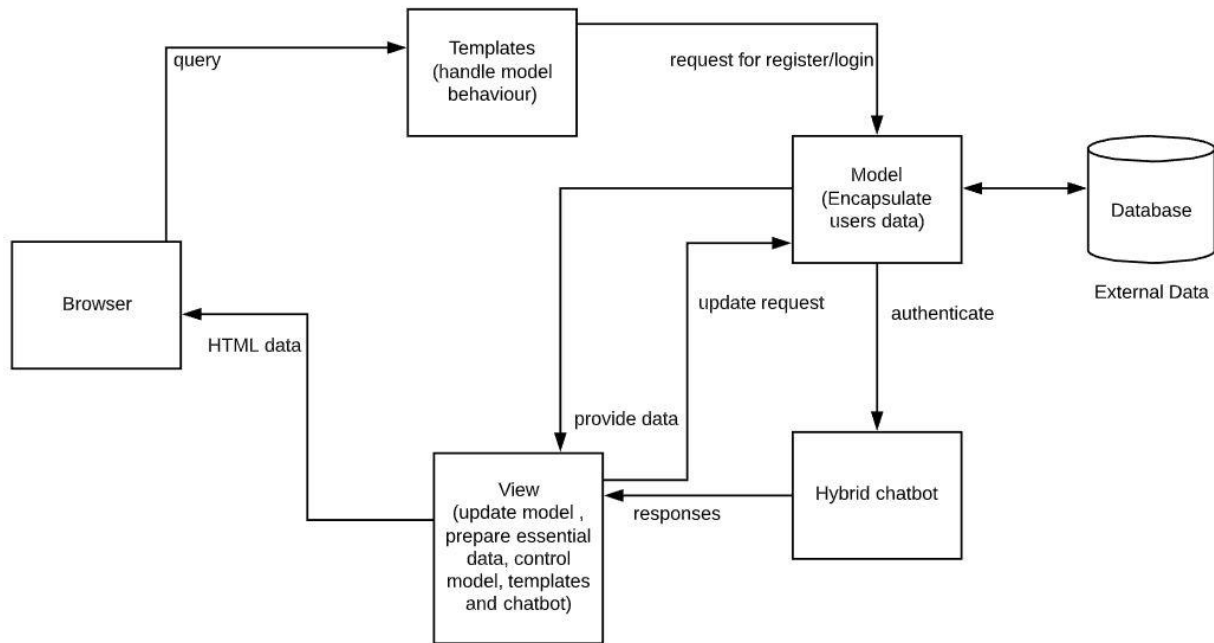 Templates
(handle model
behaviour)
query
request for register/login
Model
(Encapsulate
users data)
Database
External Data
Browser
HTML data
update request
authenticate
provide data
View
(update model ,
prepare essential
data, control
model, templates
and chatbot)
responses
Hybrid chatbot